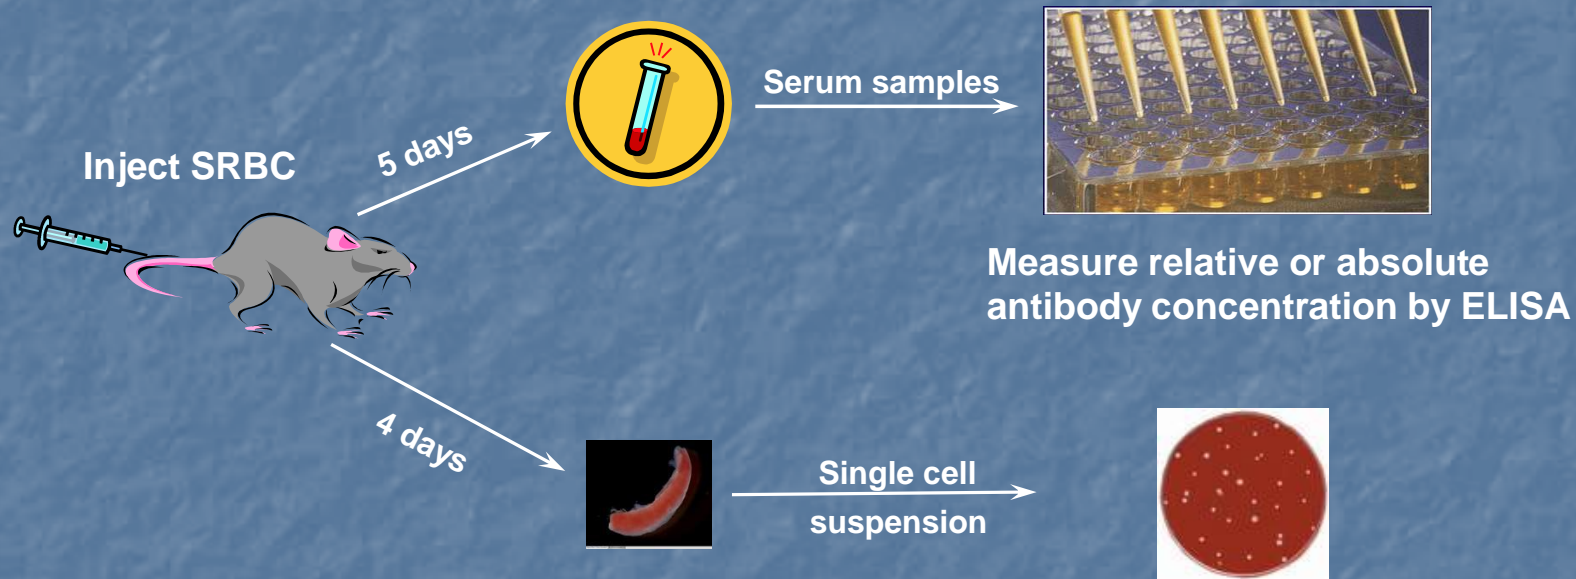 Inject SRBC
5 days
Serum samples
Measure relative or absolute
antibody concentration by ELISA
4 days
Single cell
suspension